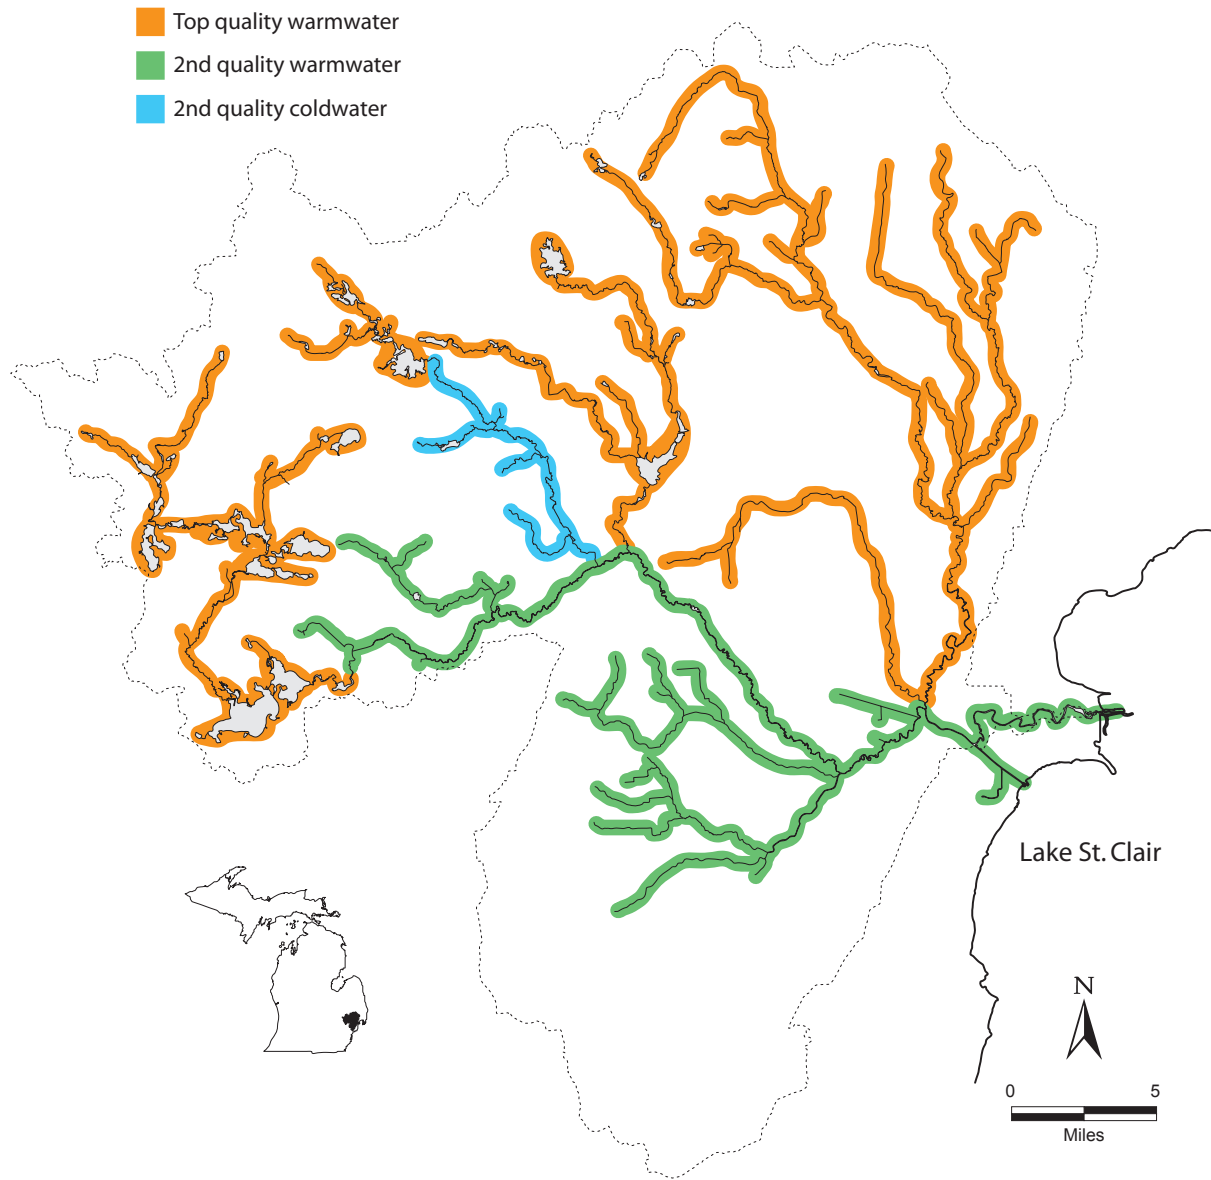 Top quality warmwater
2nd quality warmwater
2nd quality coldwater
Lake St. Clair
N
0 5
Miles